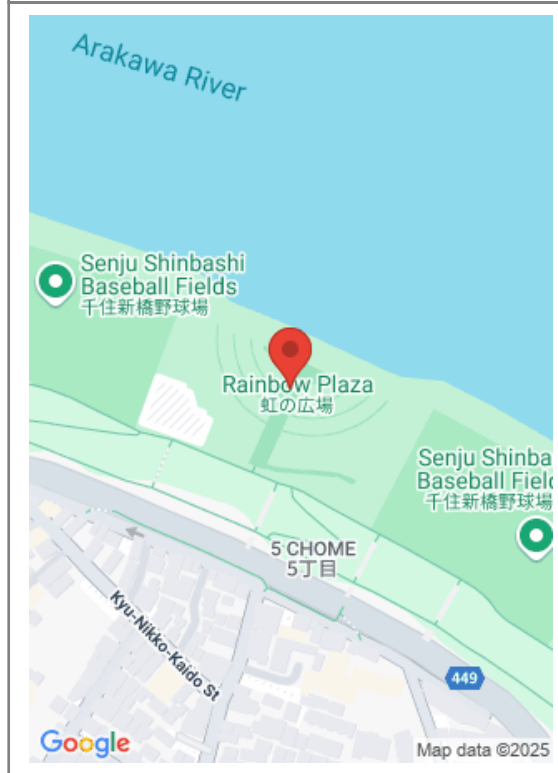 Arakawa River
Senju Shinbashi
Baseball Fields
千住新橋野球場
Rainbow Plaza
虹の広場
Senju Shinba
Baseball Field
千住新橋野球場
5 CHOME
5丁目
Kyu-Nikko-Kaido St
449
Google
Map data ©2025